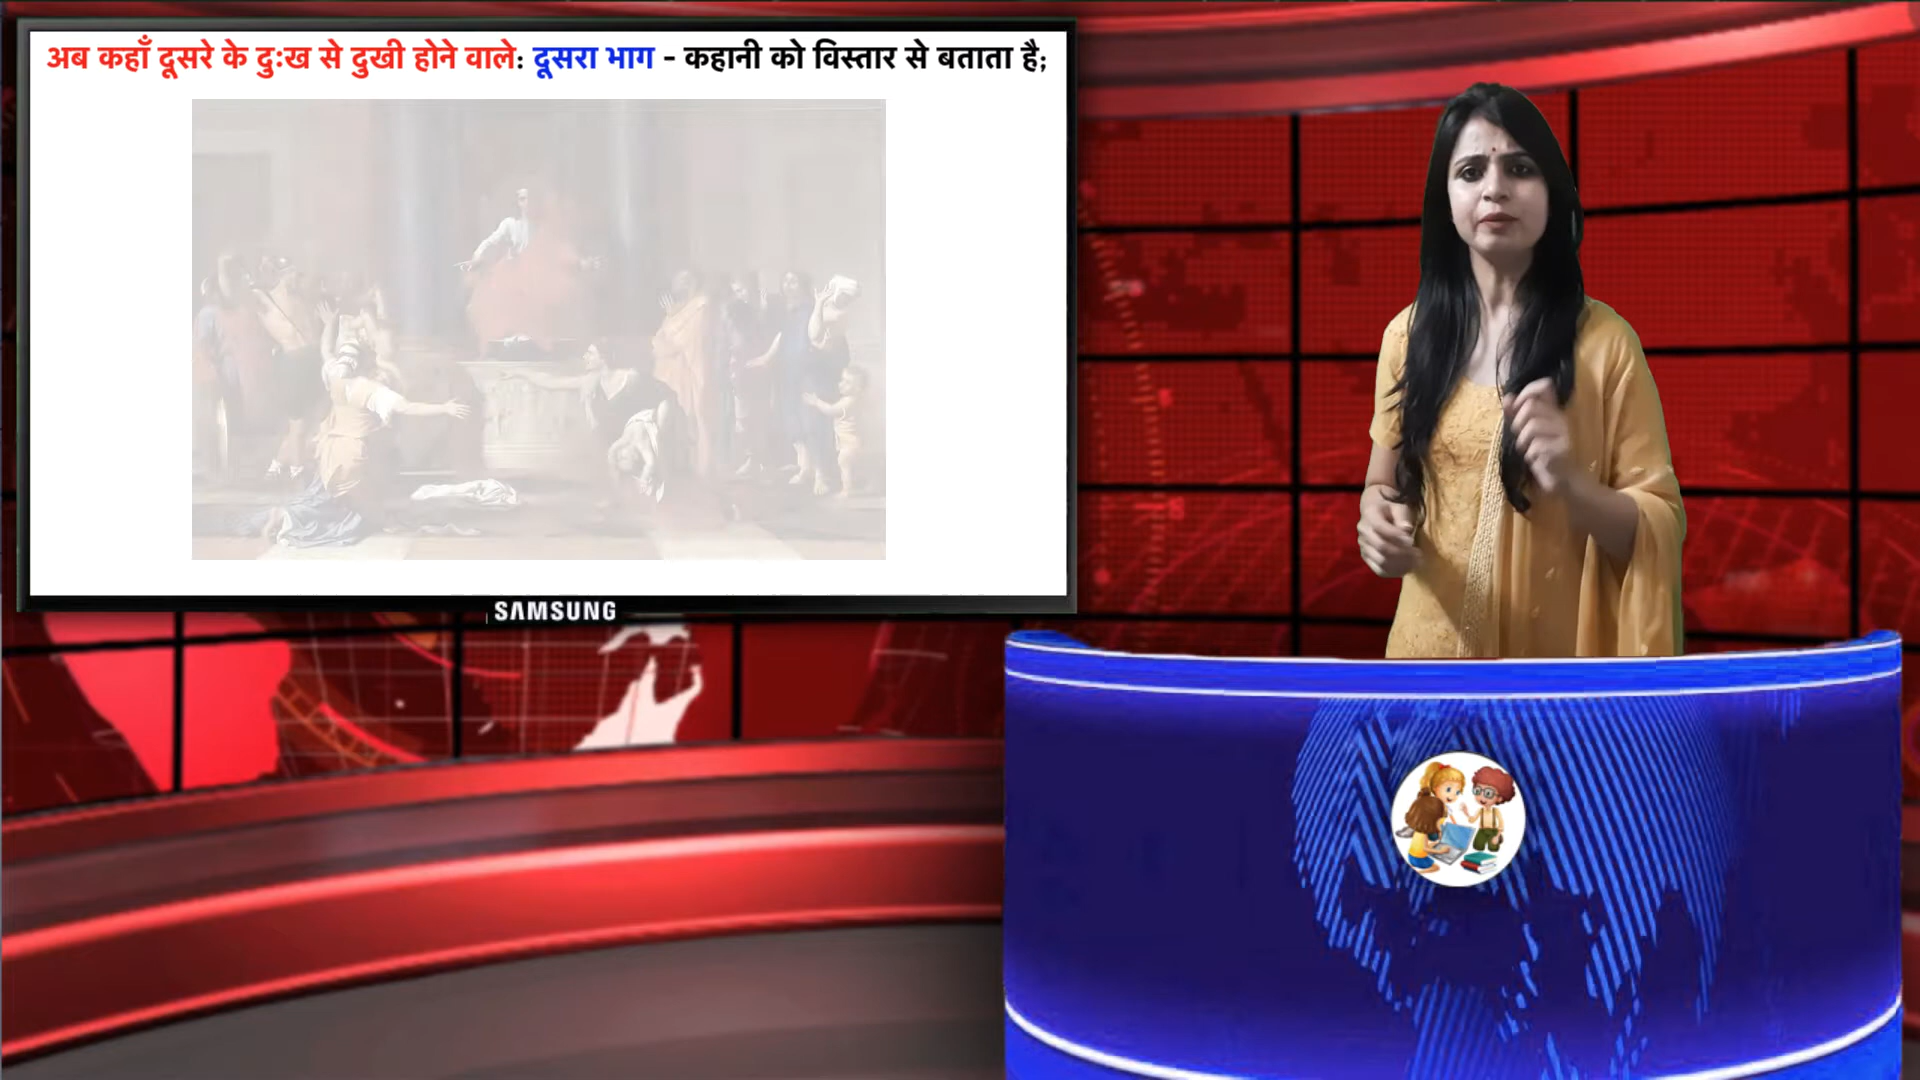 अब कहाँ दूसरे के दुःख से दुखी होने वाले: दूसरा भाग - कहानी को विस्तार से बताता है;
SAMSUNG